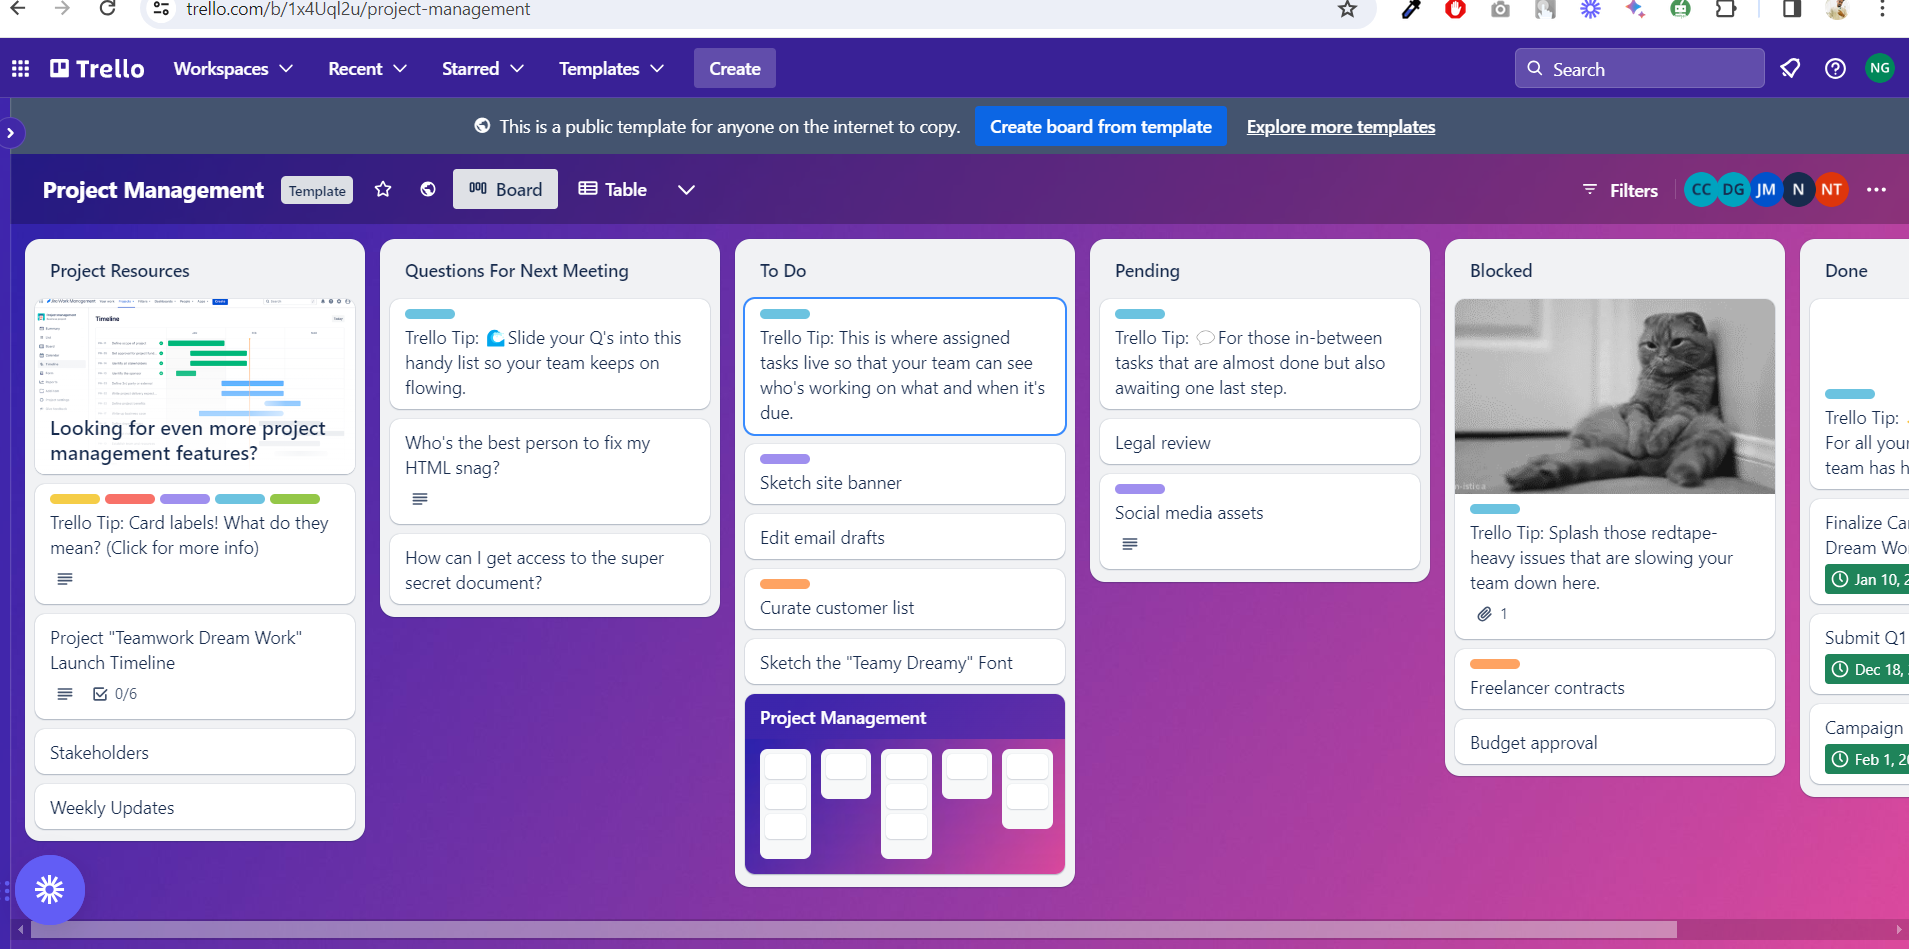 trello.com/b/1x4Uql2u/project-management
Trello
Workspaces
Recent
Starred
Templates
Create
Search
NG
This is a public template for anyone on the internet to copy.
Create board from template
Explore more templates
Project Management
Template
Board
Table
Filters
CC DG JM N NT
Project Resources
Timeline
Looking for even more project
management features?
Trello Tip: Card labels! What do they
mean? (Click for more info)
Project "Teamwork Dream Work"
Launch Timeline
0/6
Stakeholders
Weekly Updates
Questions For Next Meeting
Trello Tip: 🌊Slide your Q's into this
handy list so your team keeps on
flowing.
Who's the best person to fix my
HTML snag?
How can I get access to the super
secret document?
To Do
Trello Tip: This is where assigned
tasks live so that your team can see
who's working on what and when it's
due.
Sketch site banner
Edit email drafts
Curate customer list
Sketch the "Teamy Dreamy" Font
Project Management
Pending
Trello Tip: 💬For those in-between
tasks that are almost done but also
awaiting one last step.
Legal review
Social media assets
Blocked
Trello Tip: Splash those redtape-
heavy issues that are slowing your
team down here.
1
Freelancer contracts
Budget approval
Done
Trello Tip:
For all your
team has h
Finalize Ca
Dream Wo
Jan 10, 2
Submit Q1
Dec 18,
Campaign
Feb 1, 20